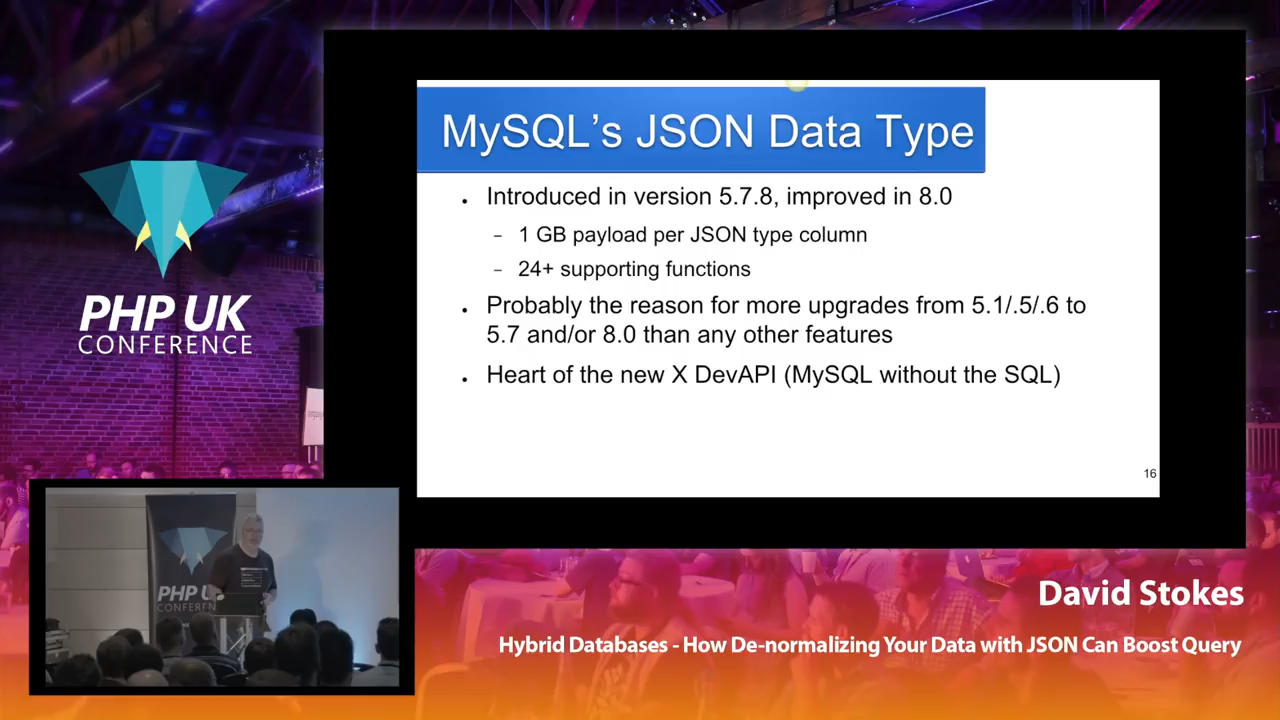 MySQL's JSON Data Type
• Introduced in version 5.7.8, improved in 8.0
– 1 GB payload per JSON type column
– 24+ supporting functions
• Probably the reason for more upgrades from 5.1/.5/.6 to
5.7 and/or 8.0 than any other features
• Heart of the new X DevAPI (MySQL without the SQL)
16
PHP UK
CONFERENCE
PHP U
CONFEREN
David Stokes
Hybrid Databases - How De-normalizing Your Data with JSON Can Boost Query